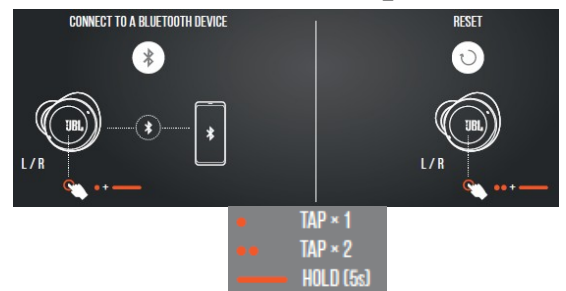 CONNECT TO A BLUETOOTH DEVICE
RESET
JBL
JBL
L / R
L / R
+
+
TAP × 1
TAP × 2
HOLD (5s)